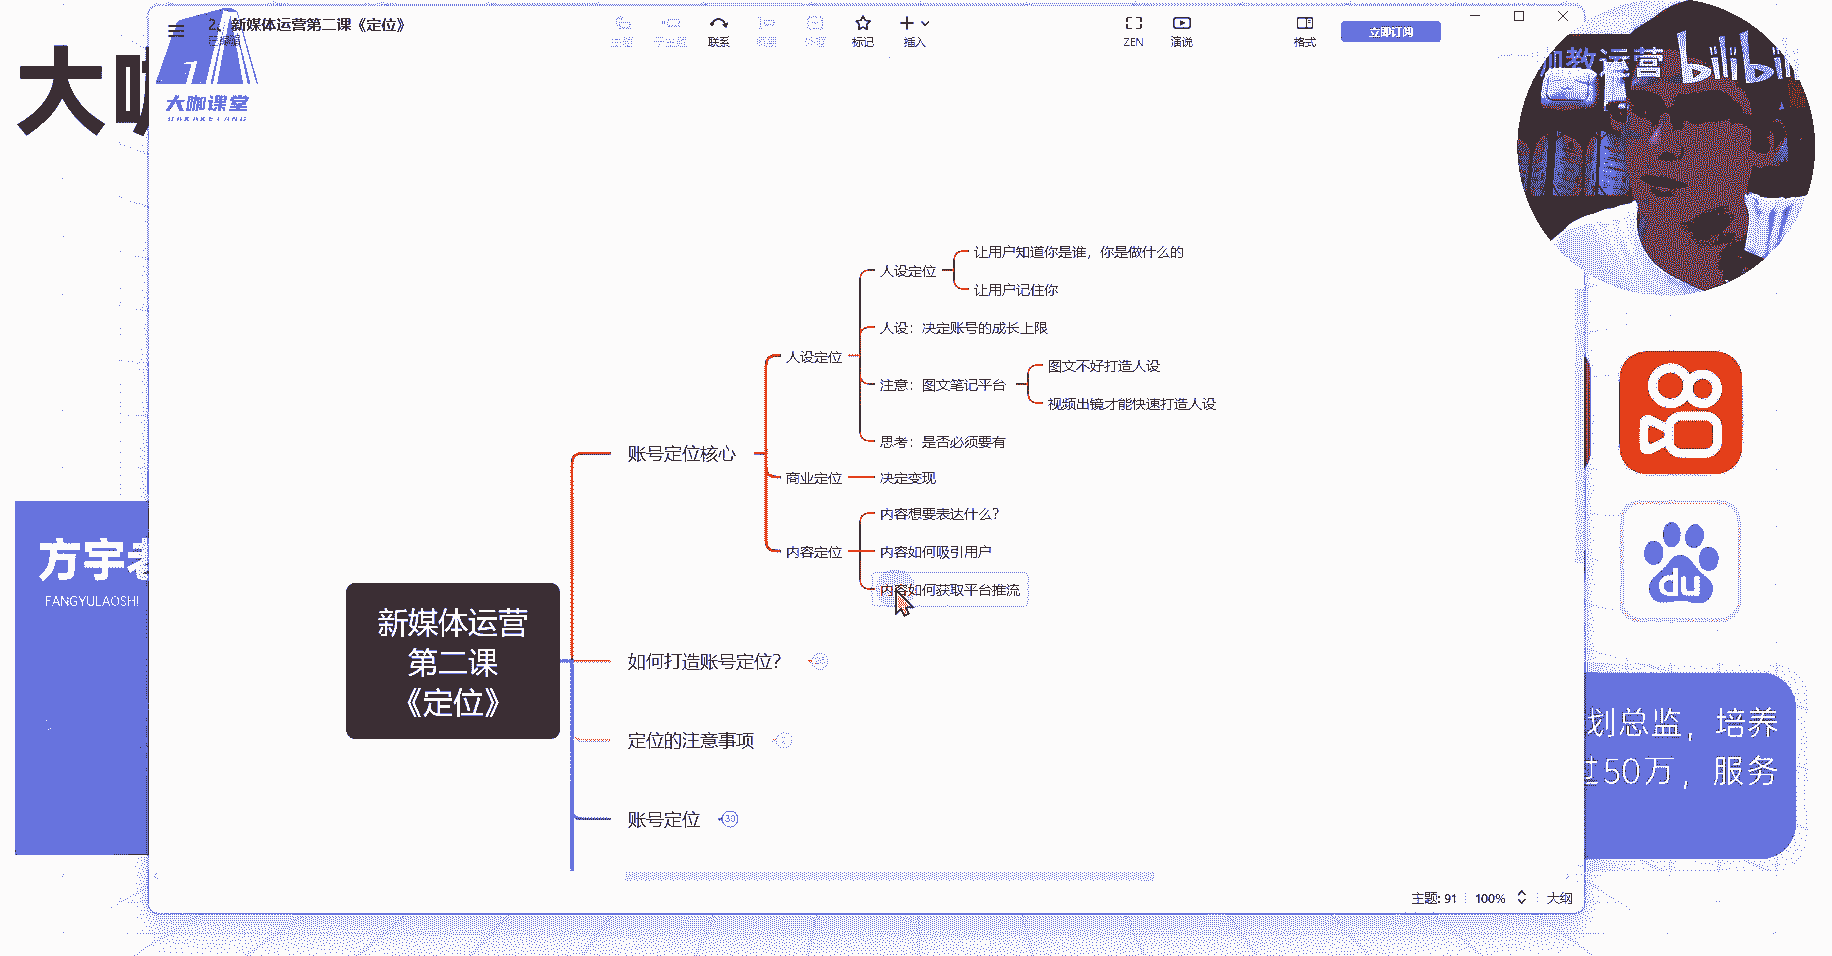 大
2、新媒体运营第二课《定位》
联系
标记
插入
ZEN
演说
格式
立即订阅
大咖课堂
DAKAKETANG
bilibili
让用户知道你是谁，你是做什么的
人设定位
让用户记住你
人设：决定账号的成长上限
人设定位
图文不好打造人设
注意：图文笔记平台
视频出镜才能快速打造人设
思考：是否必须要有
账号定位核心
商业定位
决定变现
内容想要表达什么？
内容定位
内容如何吸引用户
内容如何获取平台推流
新媒体运营
第二课
《定位》
如何打造账号定位？
定位的注意事项
账号定位
30
方宇老
FANGYULAOSHI
du
划总监，培养
过50万，服务
主题: 91
100%
大纲